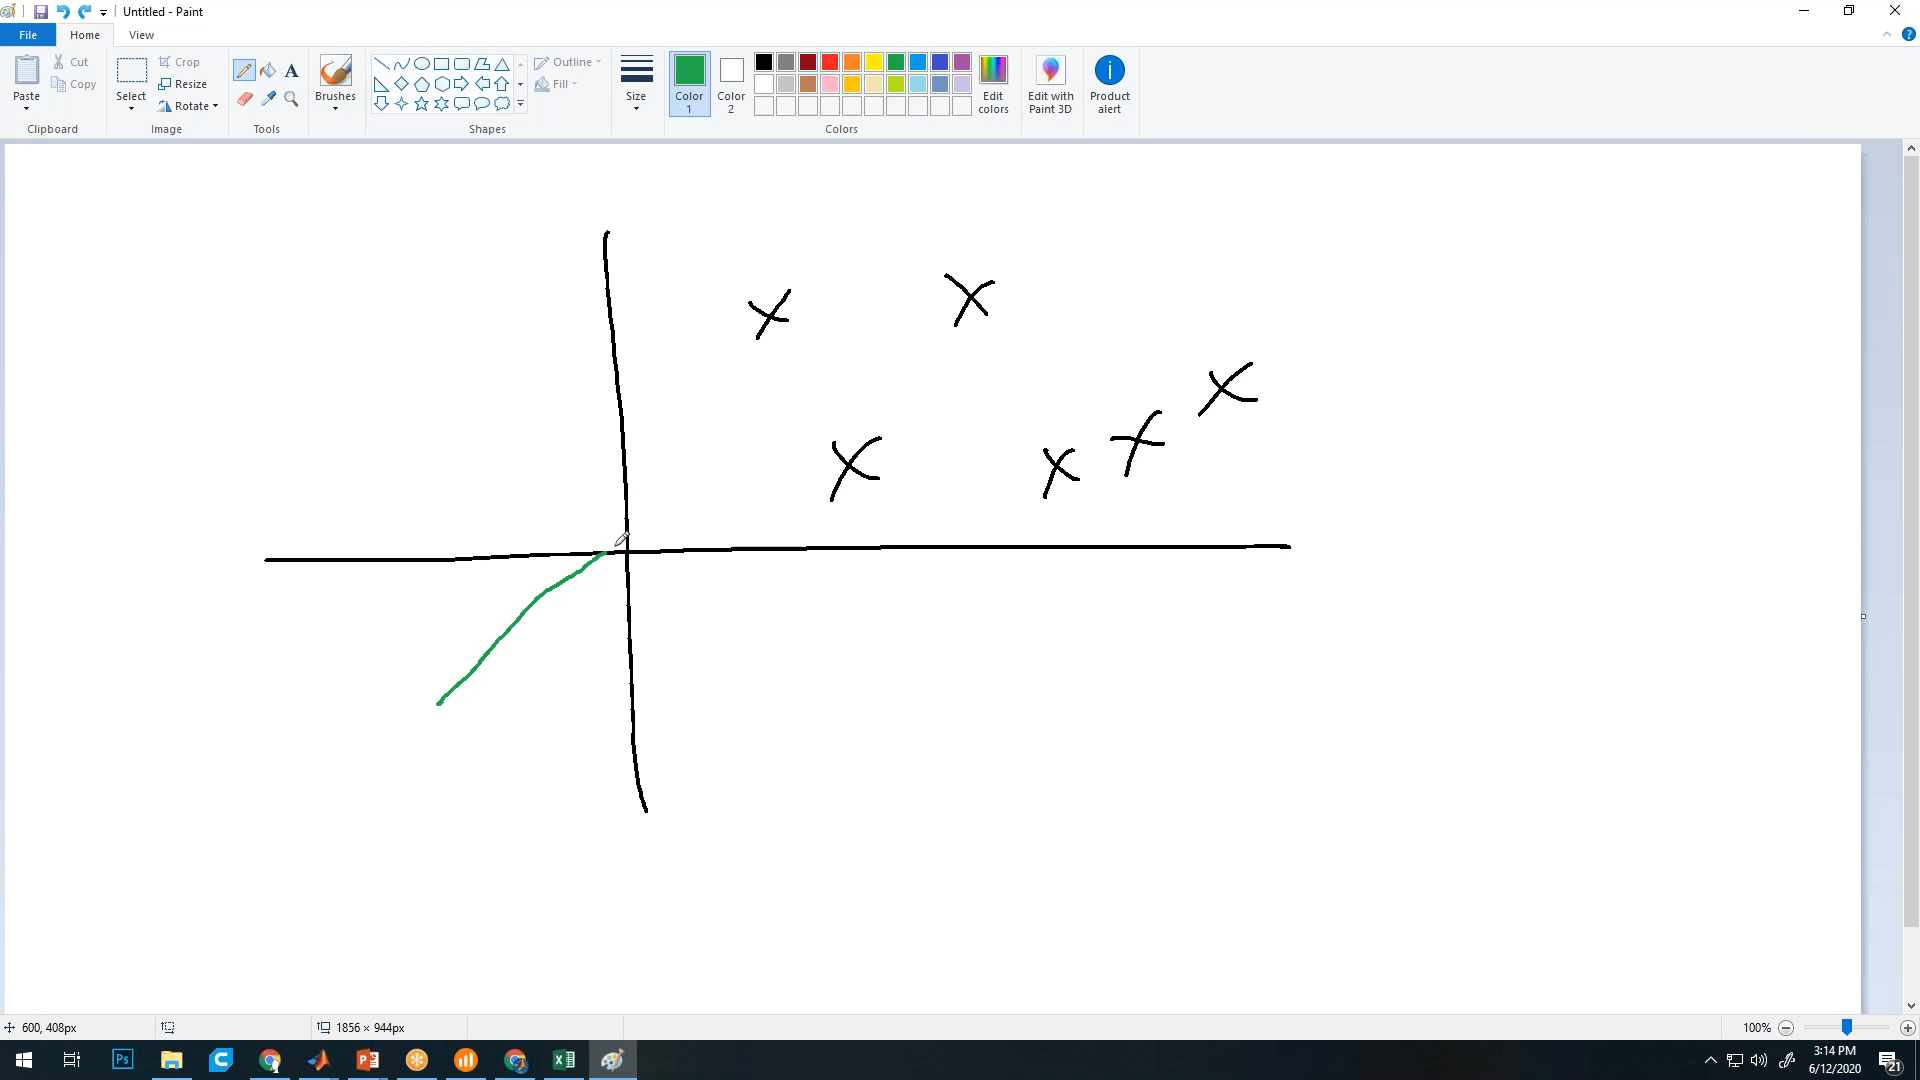 Untitled - Paint
File Home View
Paste Cut Copy Clipboard
Select Crop Resize Rotate Image
Tools
Brushes
Outline Fill Shapes
Size
Color 1 Color 2 Edit colors Colors
Edit with Paint 3D
Product alert
x x
x
x x x
600, 408px 1856 × 944px 100%
Ps X 3:14 PM
6/12/2020 21